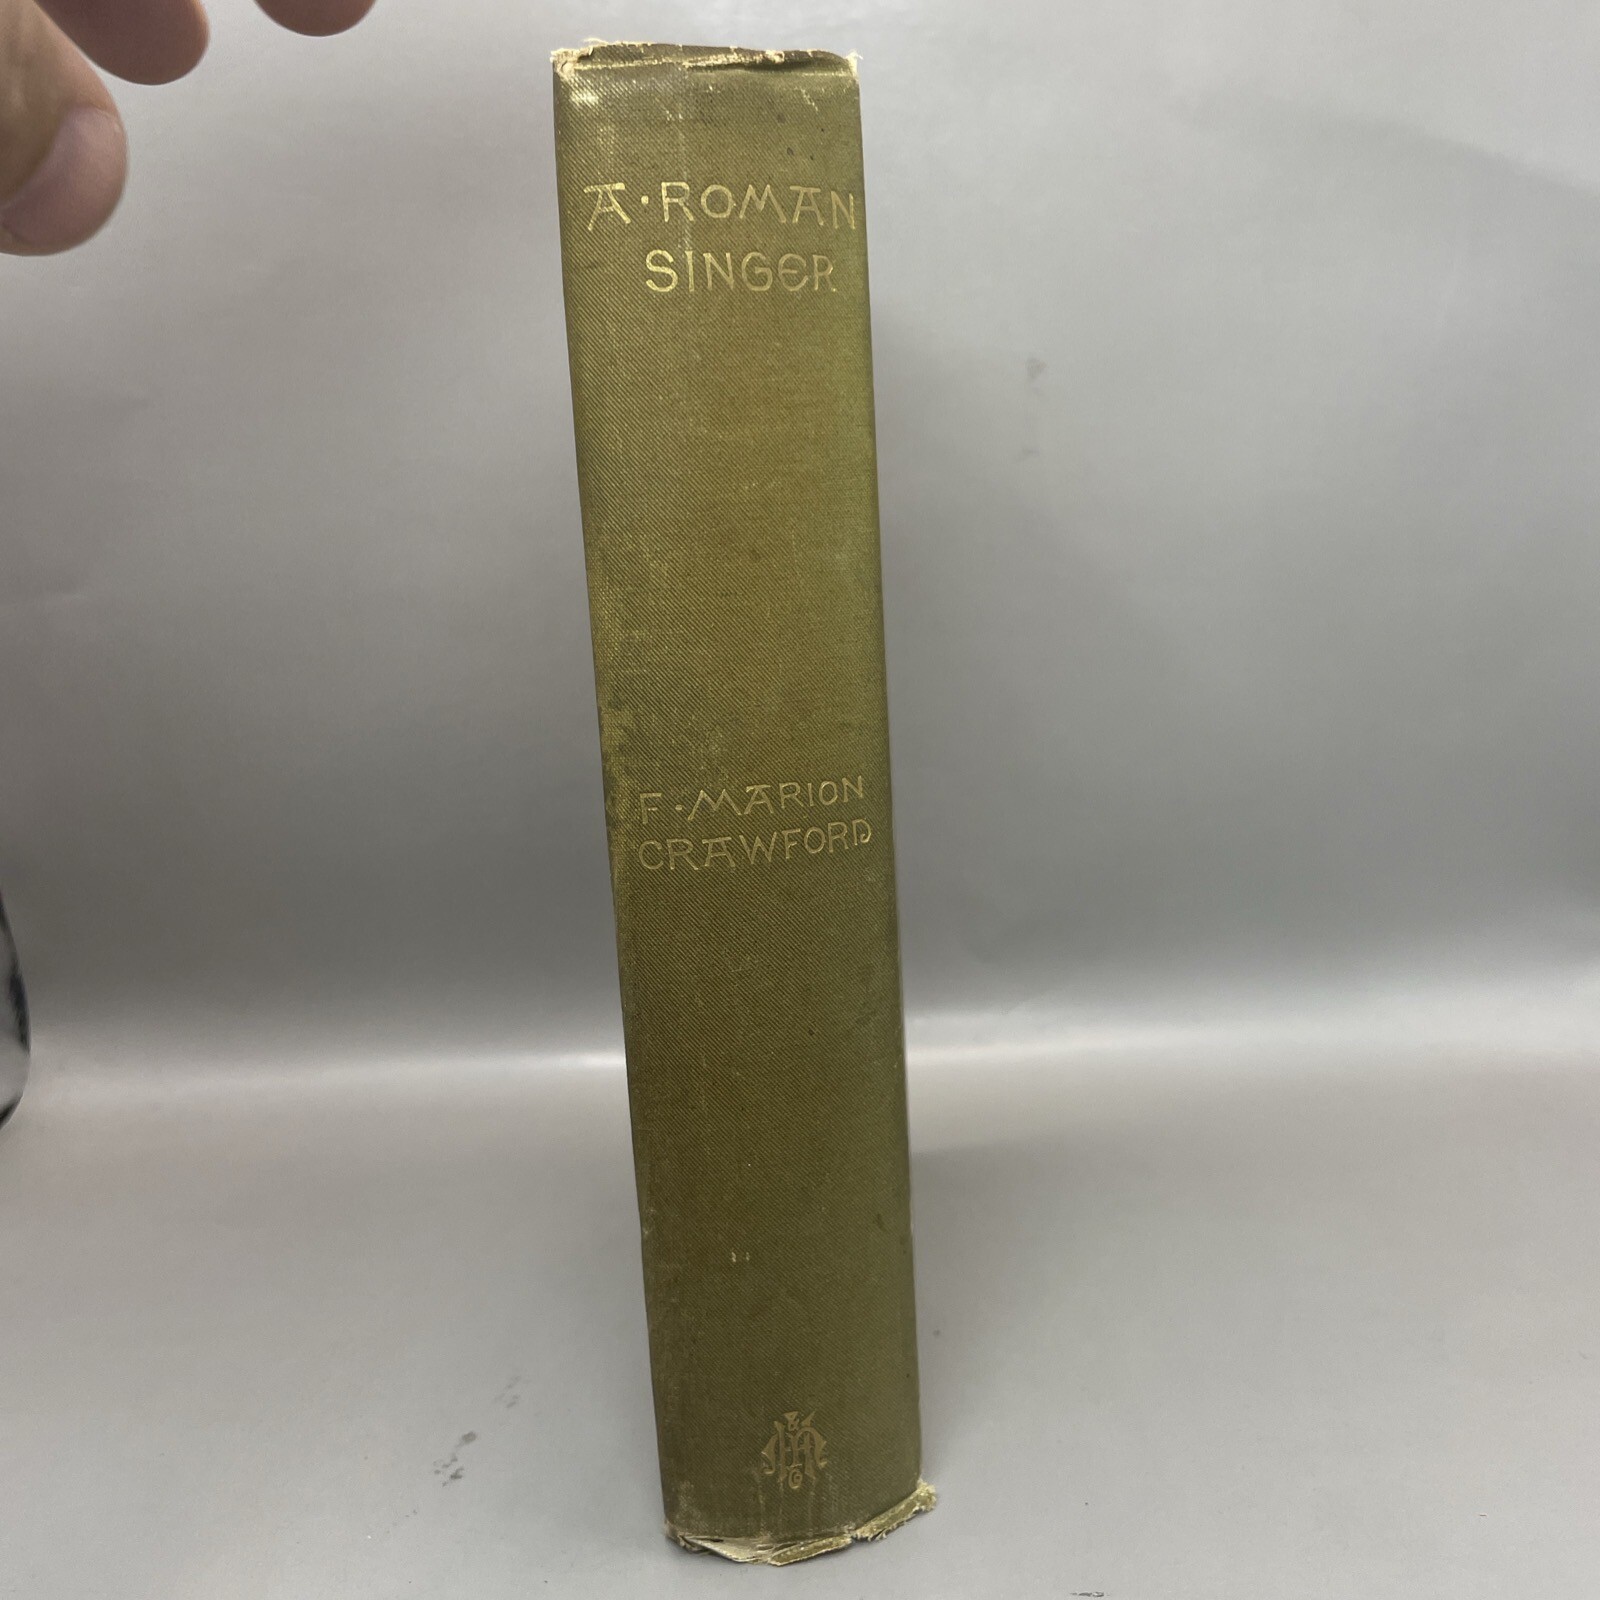 A · ROMAN
SINGER
F · MARION
CRAWFORD